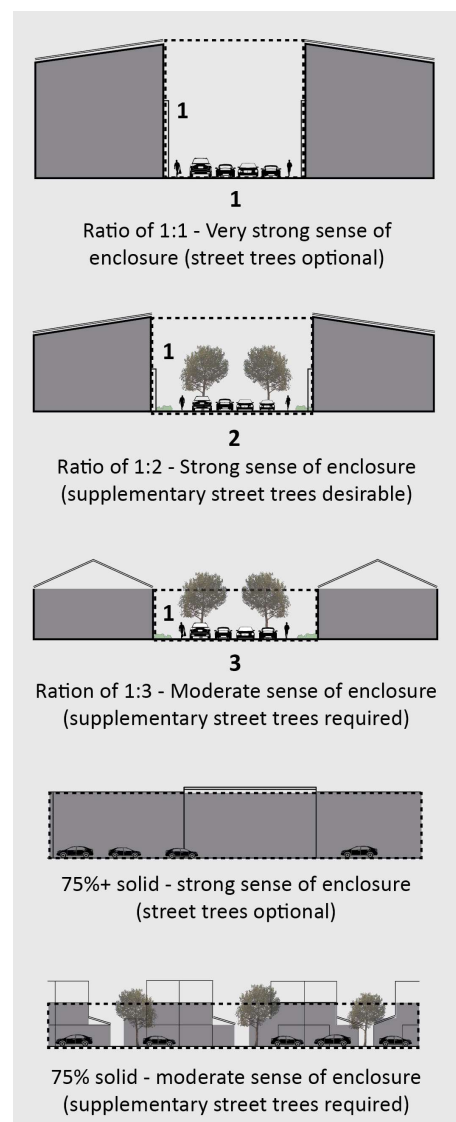 1
1
Ratio of 1:1 - Very strong sense of
enclosure (street trees optional)
1
2
Ratio of 1:2 - Strong sense of enclosure
(supplementary street trees desirable)
1
3
Ration of 1:3 - Moderate sense of enclosure
(supplementary street trees required)
75%+ solid - strong sense of enclosure
(street trees optional)
75% solid - moderate sense of enclosure
(supplementary street trees required)